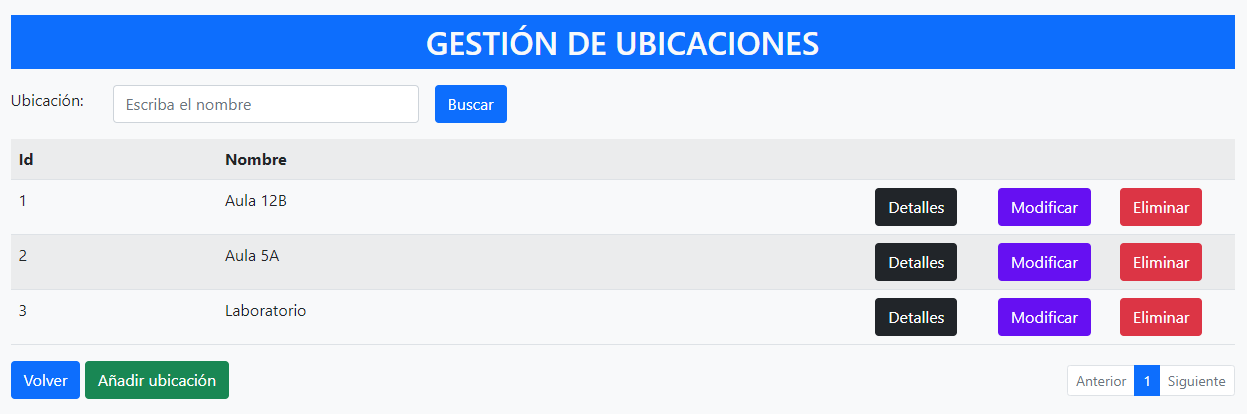 GESTIÓN DE UBICACIONES
Ubicación: Escriba el nombre Buscar
Id Nombre
1 Aula 12B Detalles Modificar Eliminar
2 Aula 5A Detalles Modificar Eliminar
3 Laboratorio Detalles Modificar Eliminar
Volver Añadir ubicación Anterior 1 Siguiente